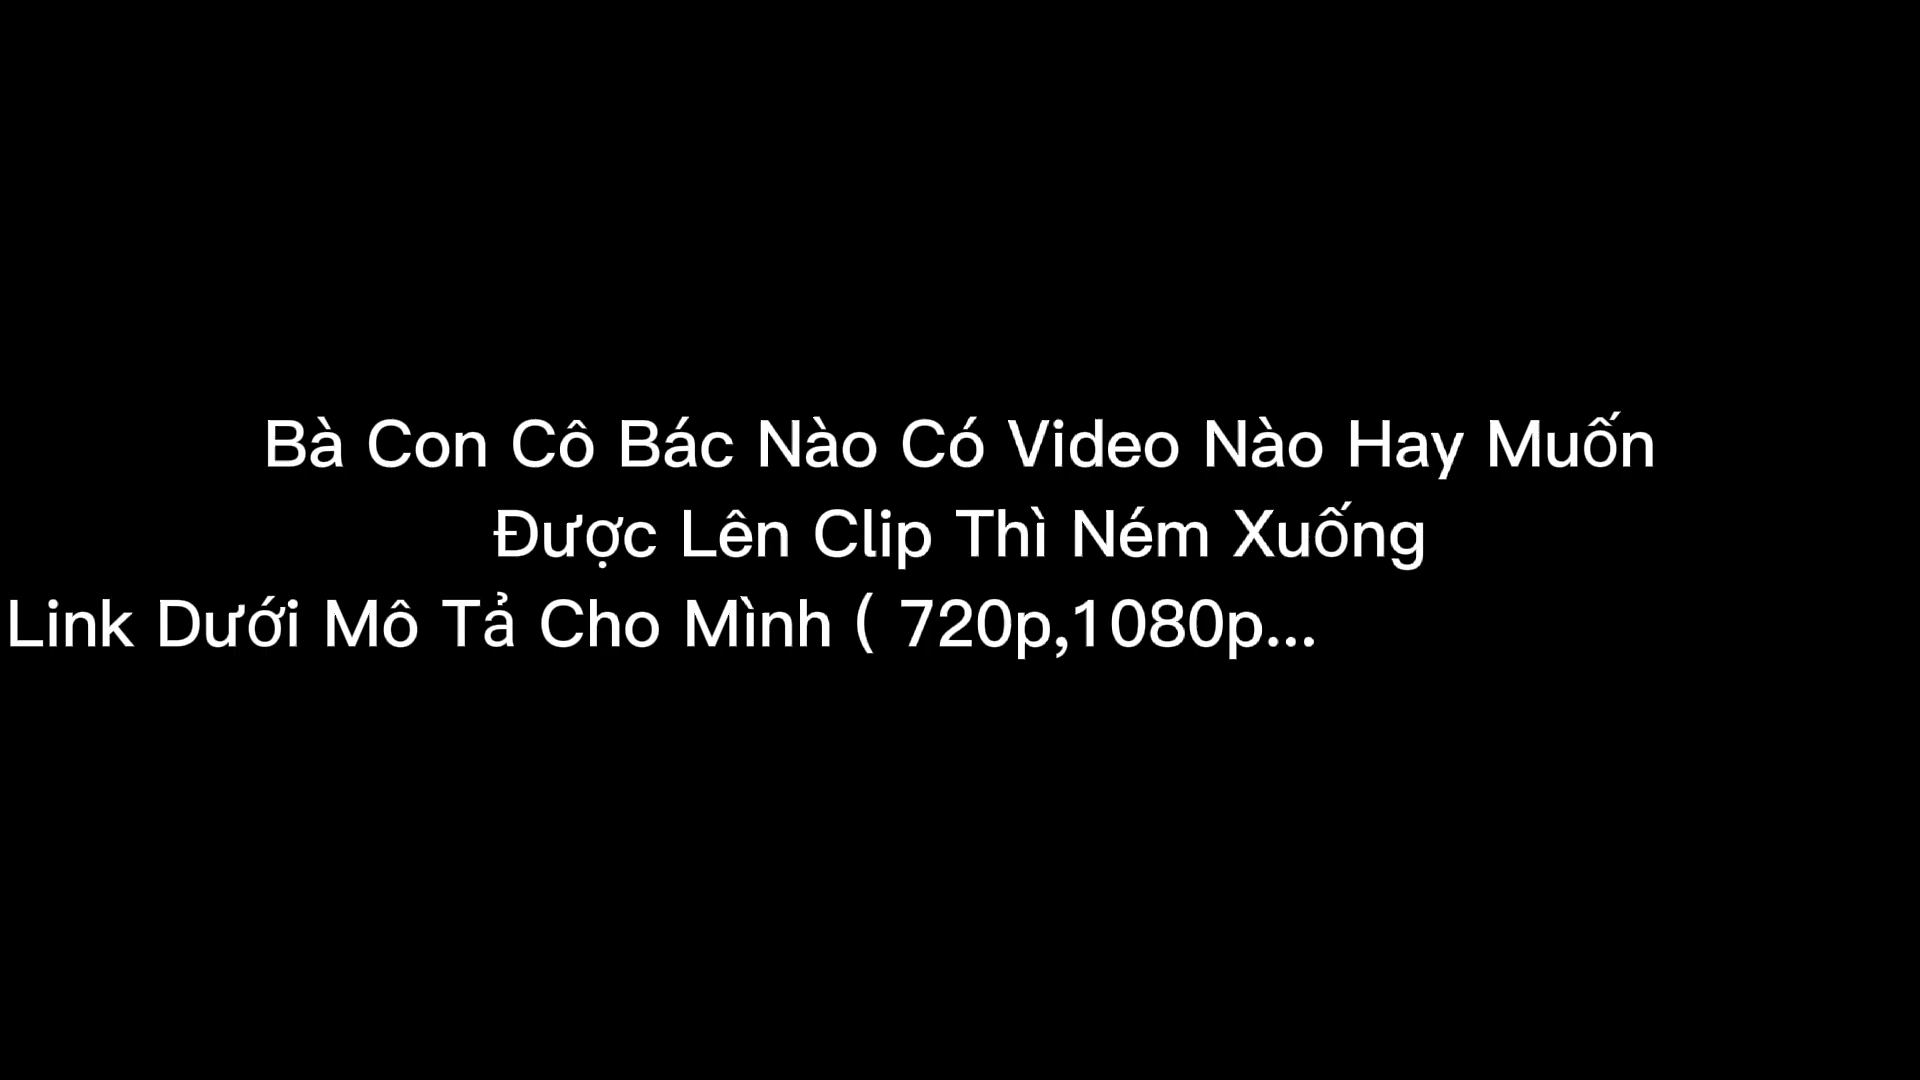 Bà Con Cô Bác Nào Có Video Nào Hay Muốn
Được Lên Clip Thì Ném Xuống
Link Dưới Mô Tả Cho Mình ( 720p,1080p...